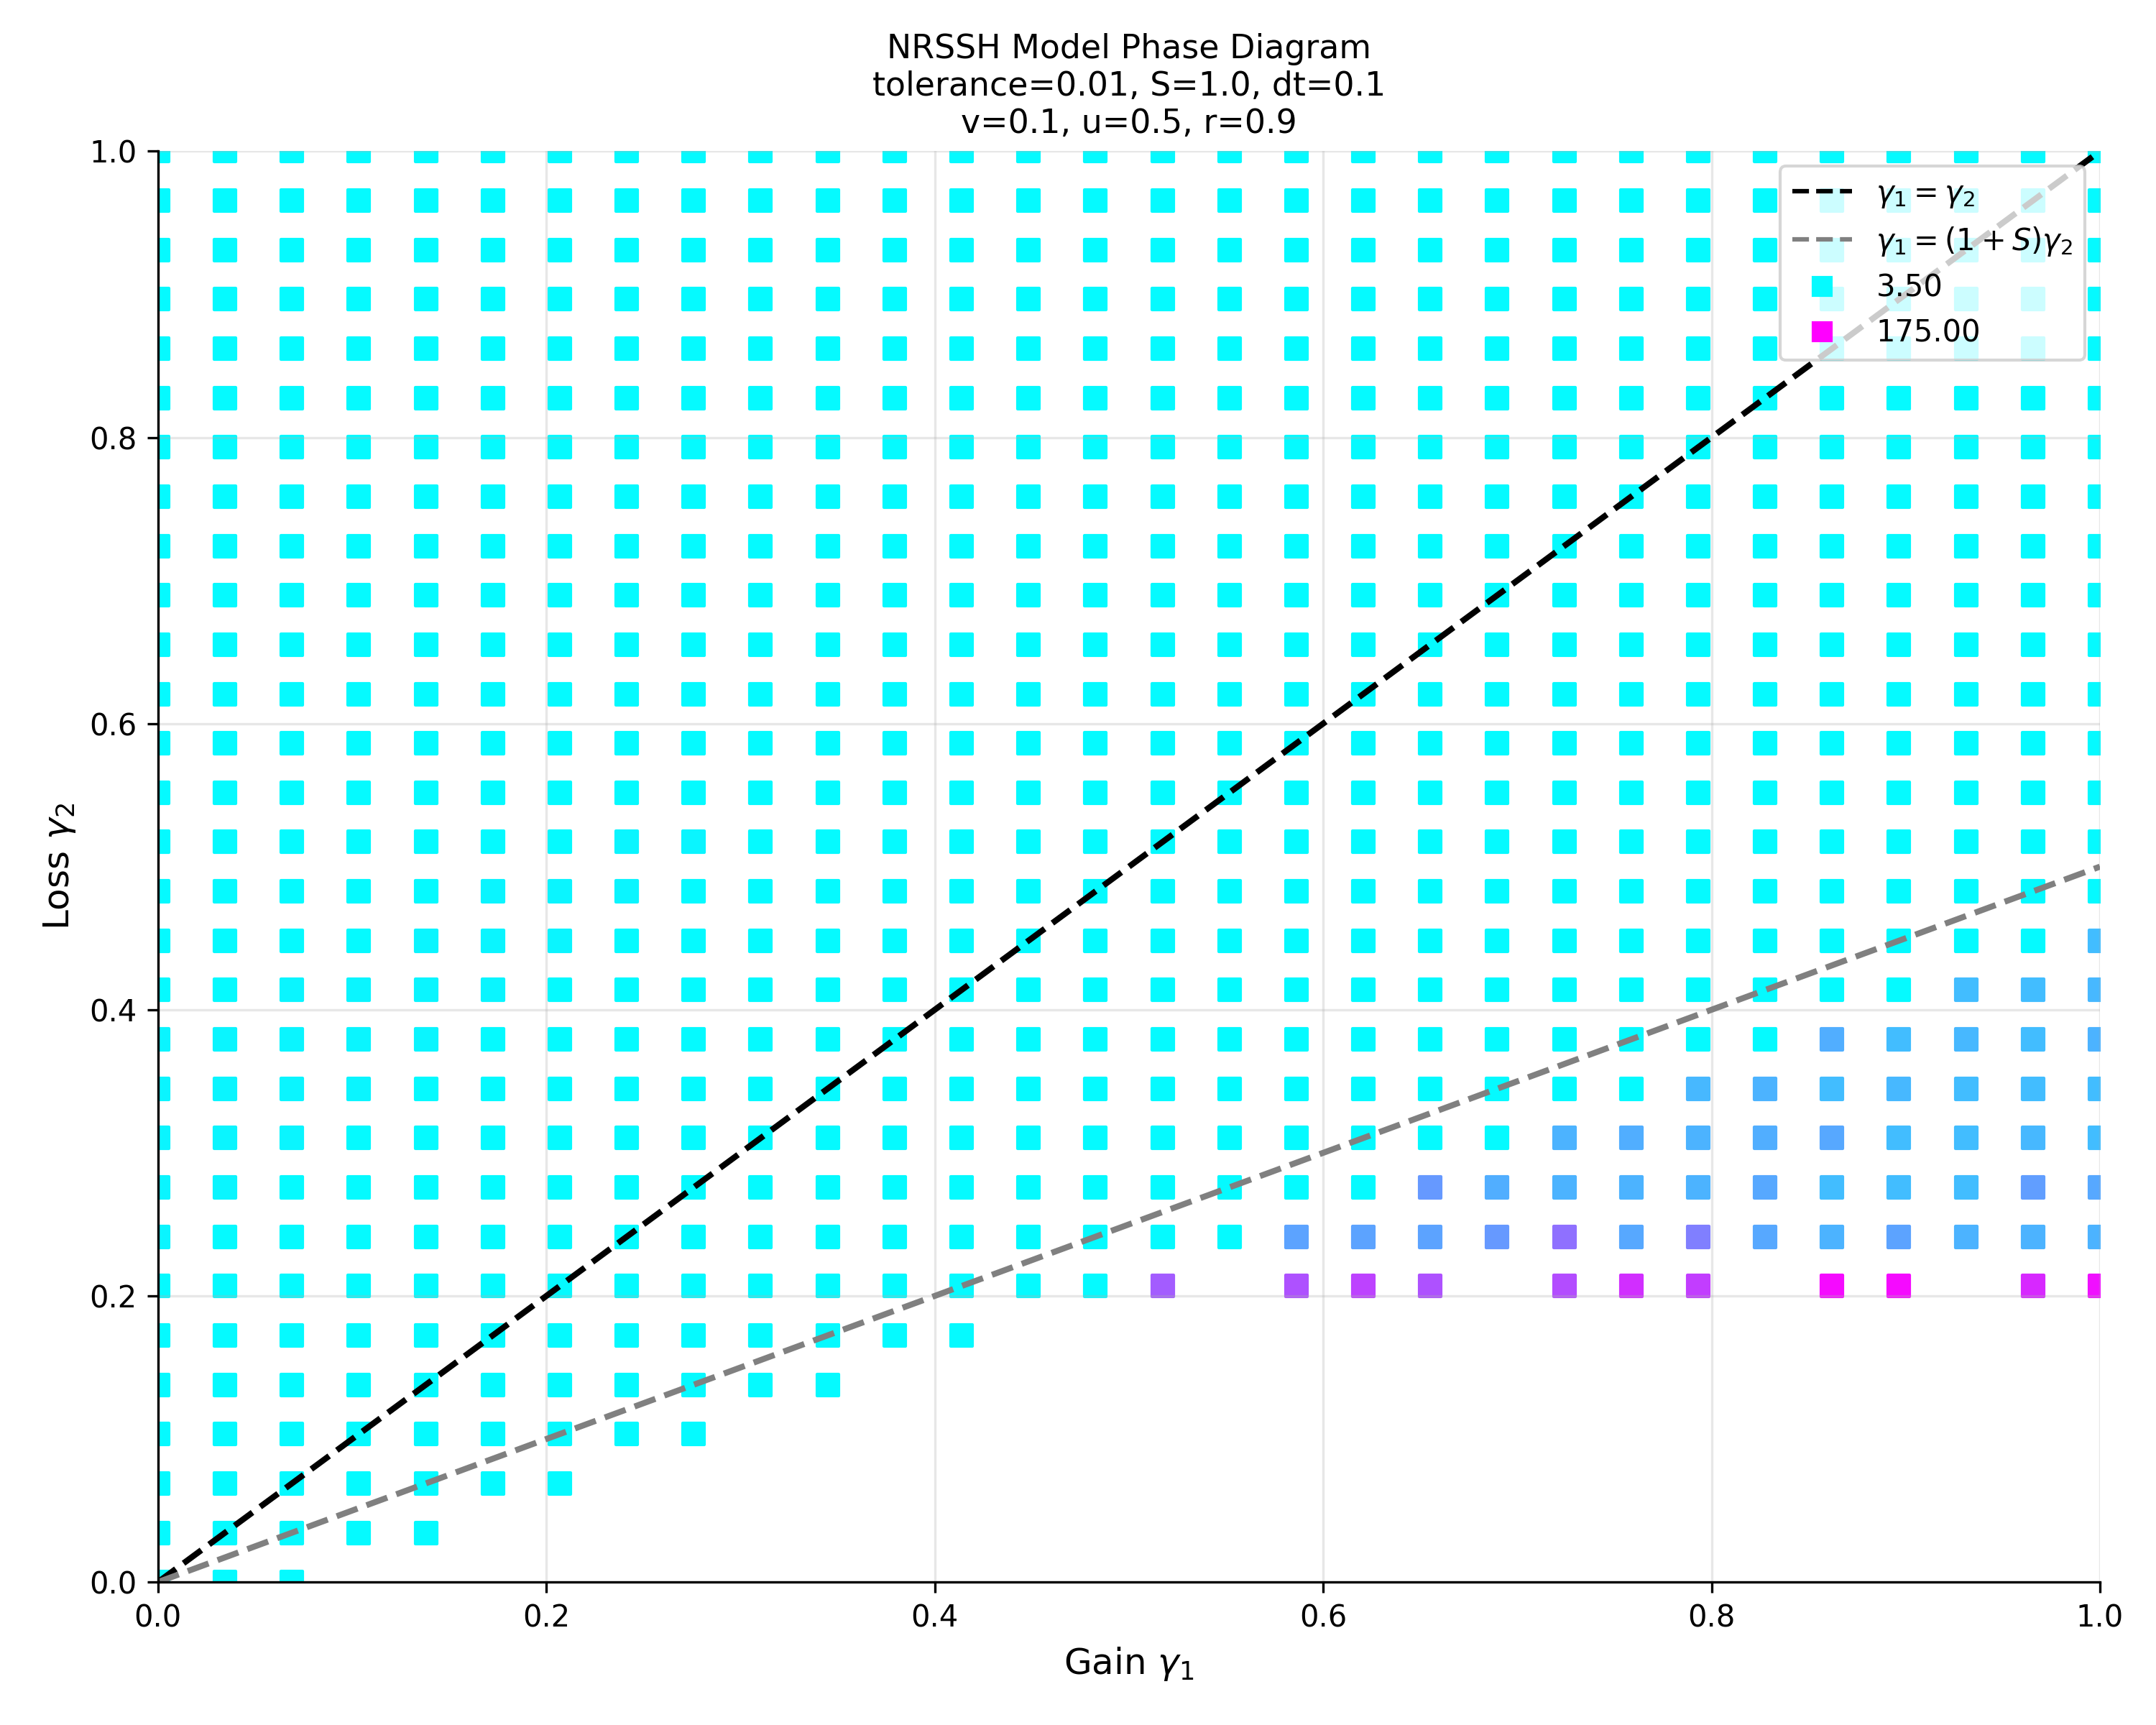 NRSSH Model Phase Diagram
tolerance=0.01, S=1.0, dt=0.1
v=0.1, u=0.5, r=0.9
γ₁ = γ₂
γ₁ = (1 + S)γ₂
3.50
175.00
1.0
0.8
0.6
0.4
0.2
0.0
Loss γ₂
0.0 0.2 0.4 0.6 0.8 1.0
Gain γ₁